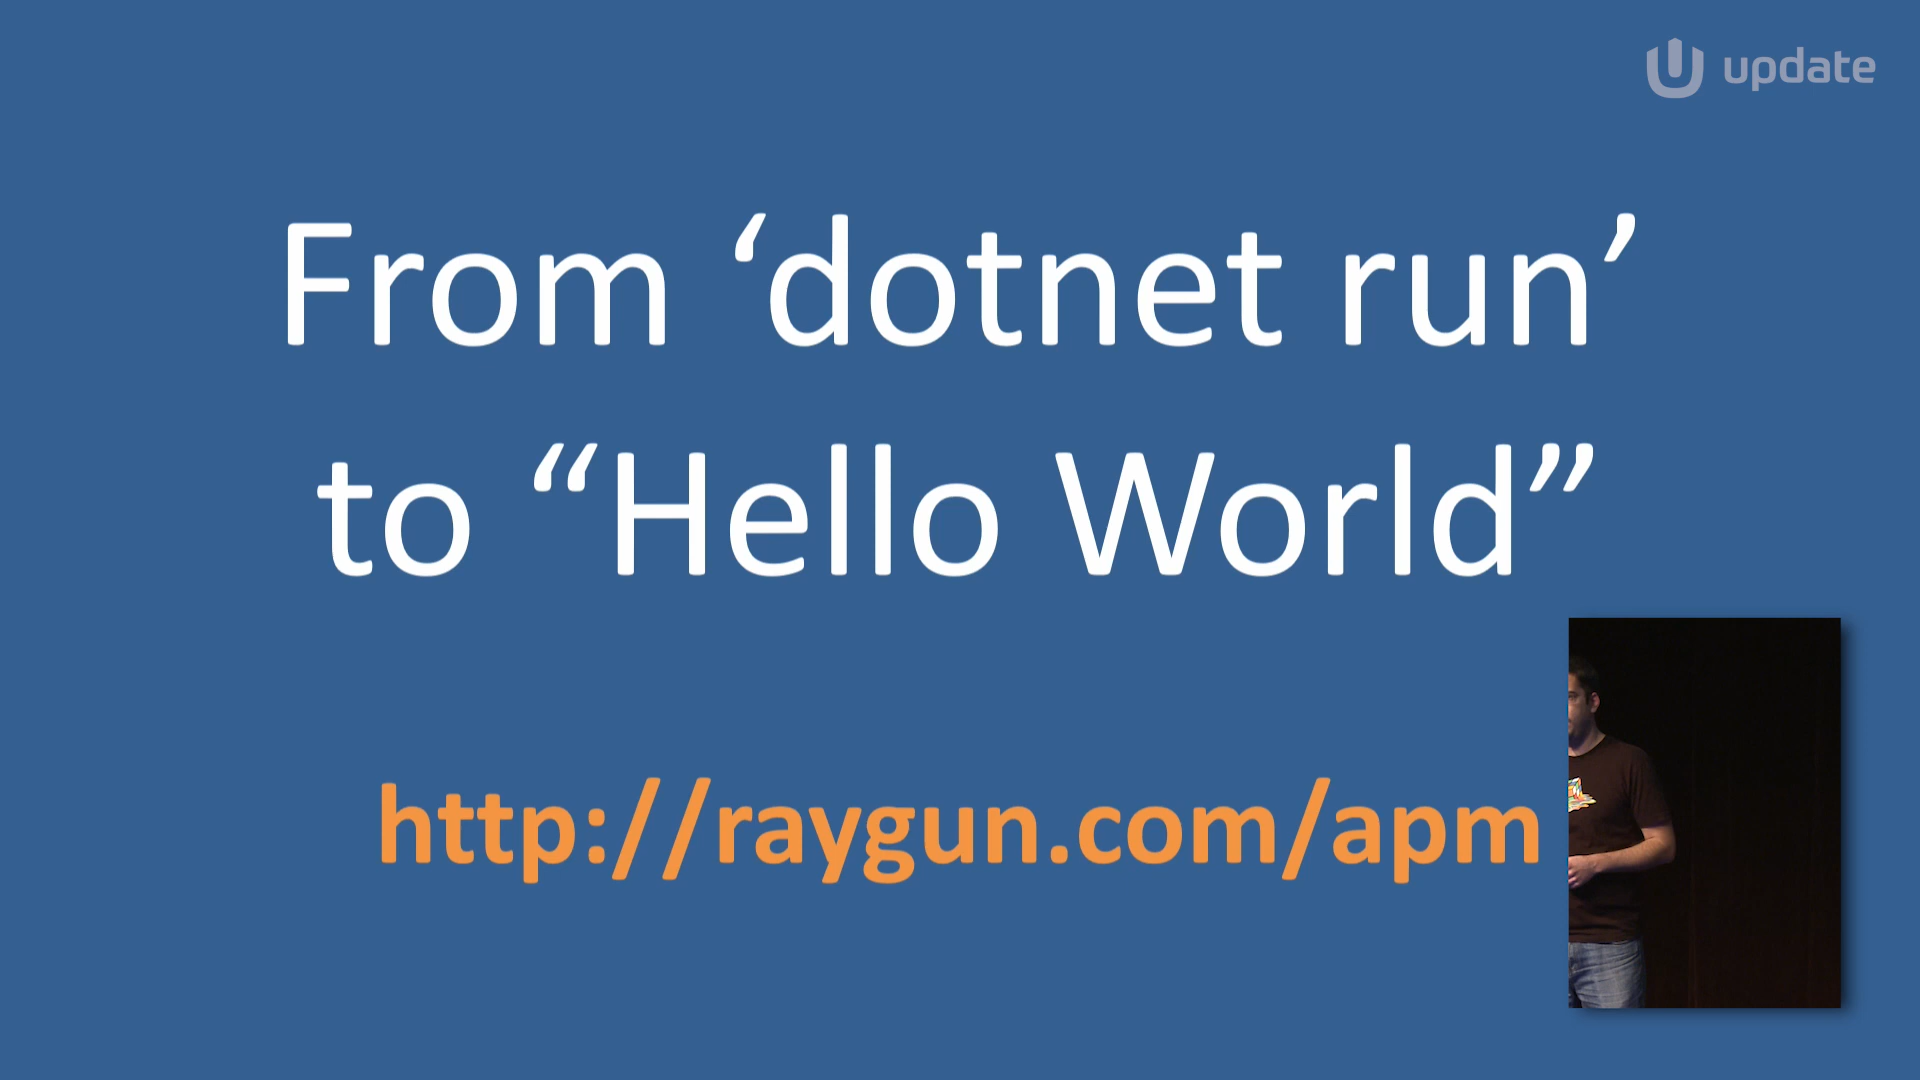 update
From ‘dotnet run’
to “Hello World”
http://raygun.com/apm